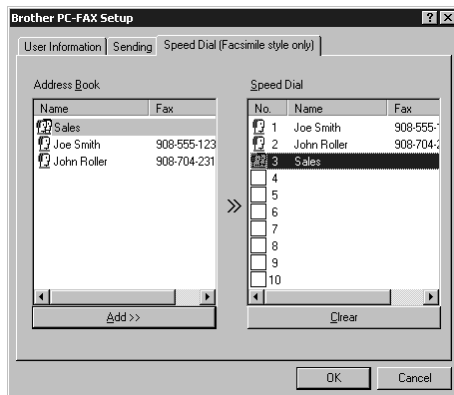 Brother PC-FAX Setup
User Information Sending Speed Dial (Facsimile style only)
Address Book
Name Fax
Sales
Joe Smith 908-555-123
John Roller 908-704-231
Add >>
Speed Dial
No. Name Fax
1 Joe Smith 908-555-
2 John Roller 908-704-
3 Sales
4
5
6
7
8
9
10
Clrear
OK Cancel